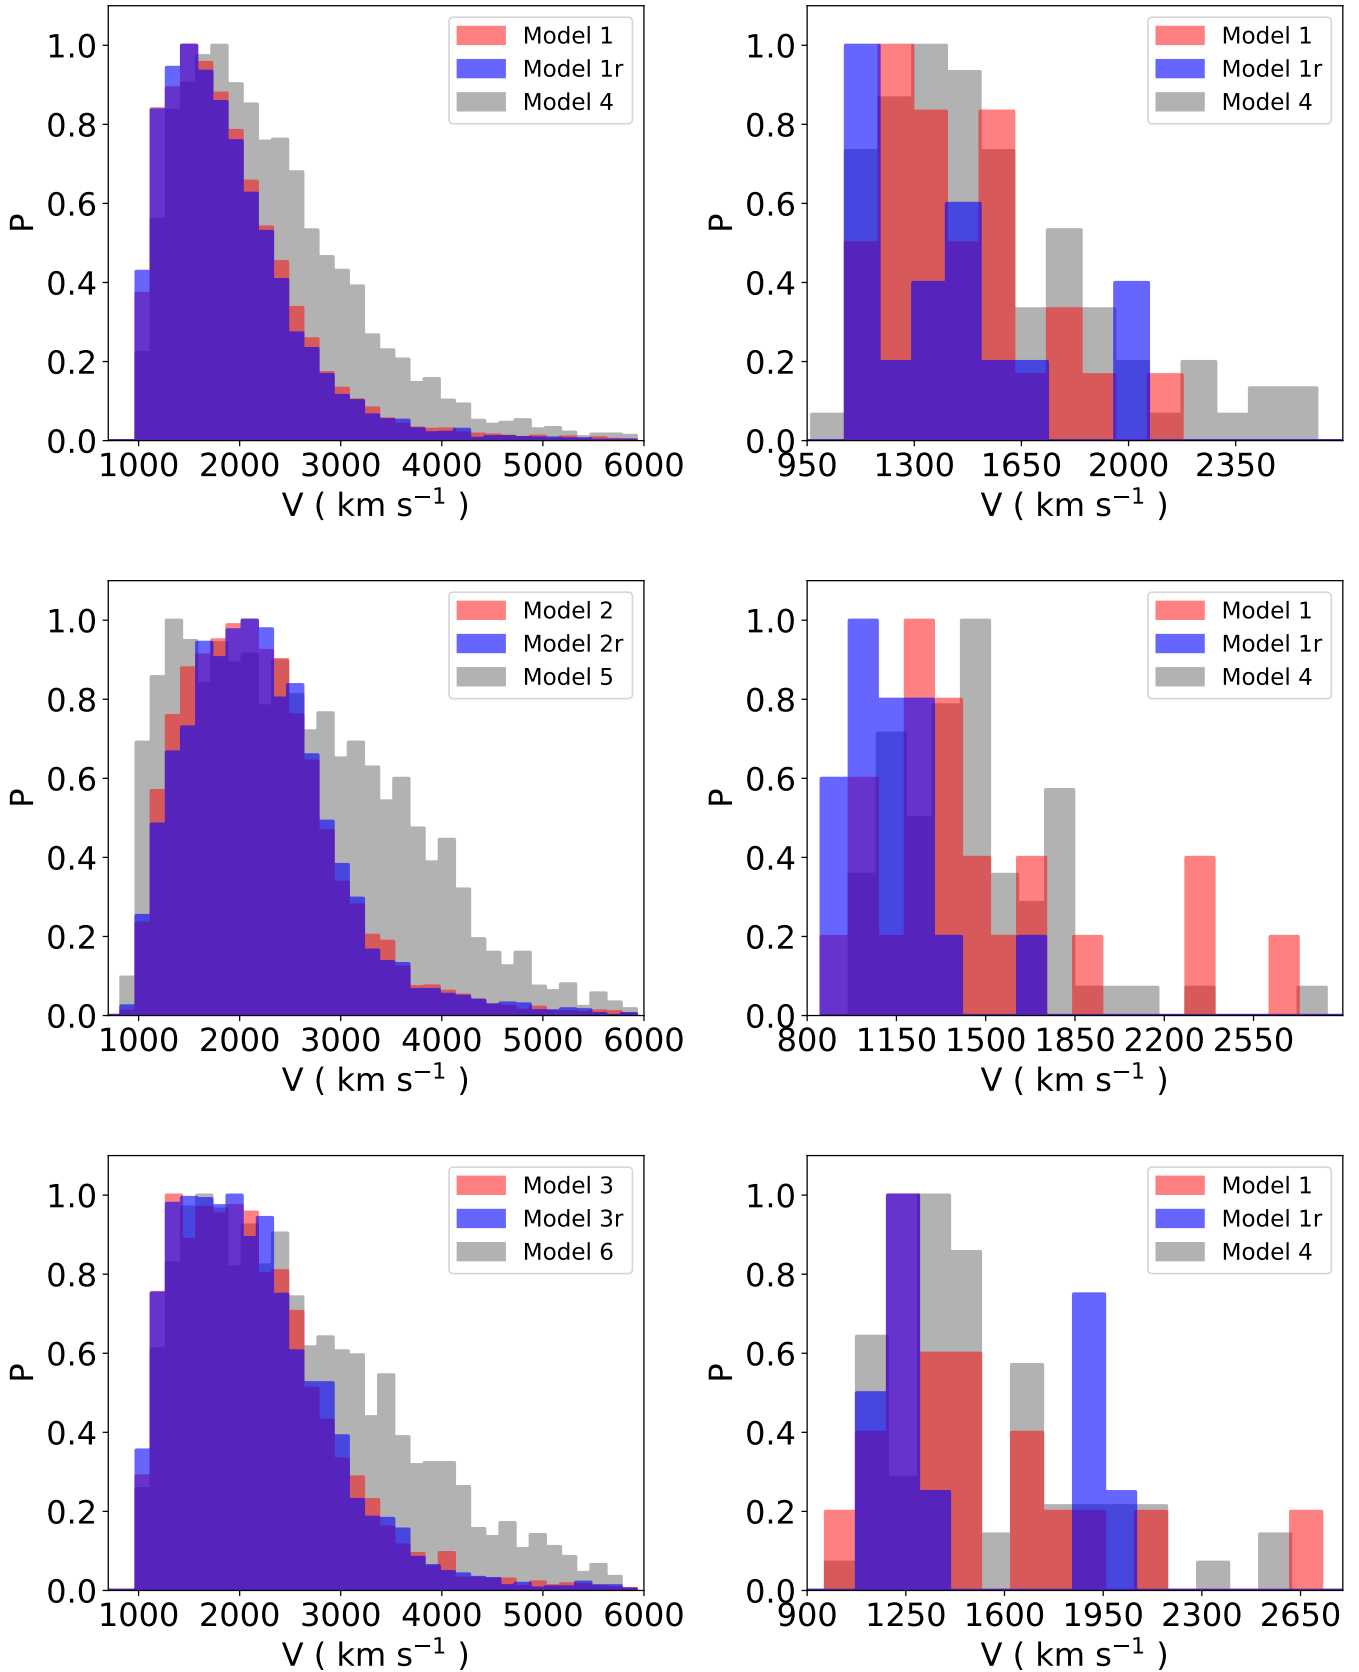 Model 1
Model 1r
Model 4
1.0
0.8
0.6
0.4
0.2
0.0
P
1000 2000 3000 4000 5000 6000
V ( km s⁻¹ )
Model 1
Model 1r
Model 4
1.0
0.8
0.6
0.4
0.2
0.0
P
950 1300 1650 2000 2350
V ( km s⁻¹ )
Model 2
Model 2r
Model 5
1.0
0.8
0.6
0.4
0.2
0.0
P
1000 2000 3000 4000 5000 6000
V ( km s⁻¹ )
Model 1
Model 1r
Model 4
1.0
0.8
0.6
0.4
0.2
0.0
P
800 1150 1500 1850 2200 2550
V ( km s⁻¹ )
Model 3
Model 3r
Model 6
1.0
0.8
0.6
0.4
0.2
0.0
P
1000 2000 3000 4000 5000 6000
V ( km s⁻¹ )
Model 1
Model 1r
Model 4
1.0
0.8
0.6
0.4
0.2
0.0
P
900 1250 1600 1950 2300 2650
V ( km s⁻¹ )